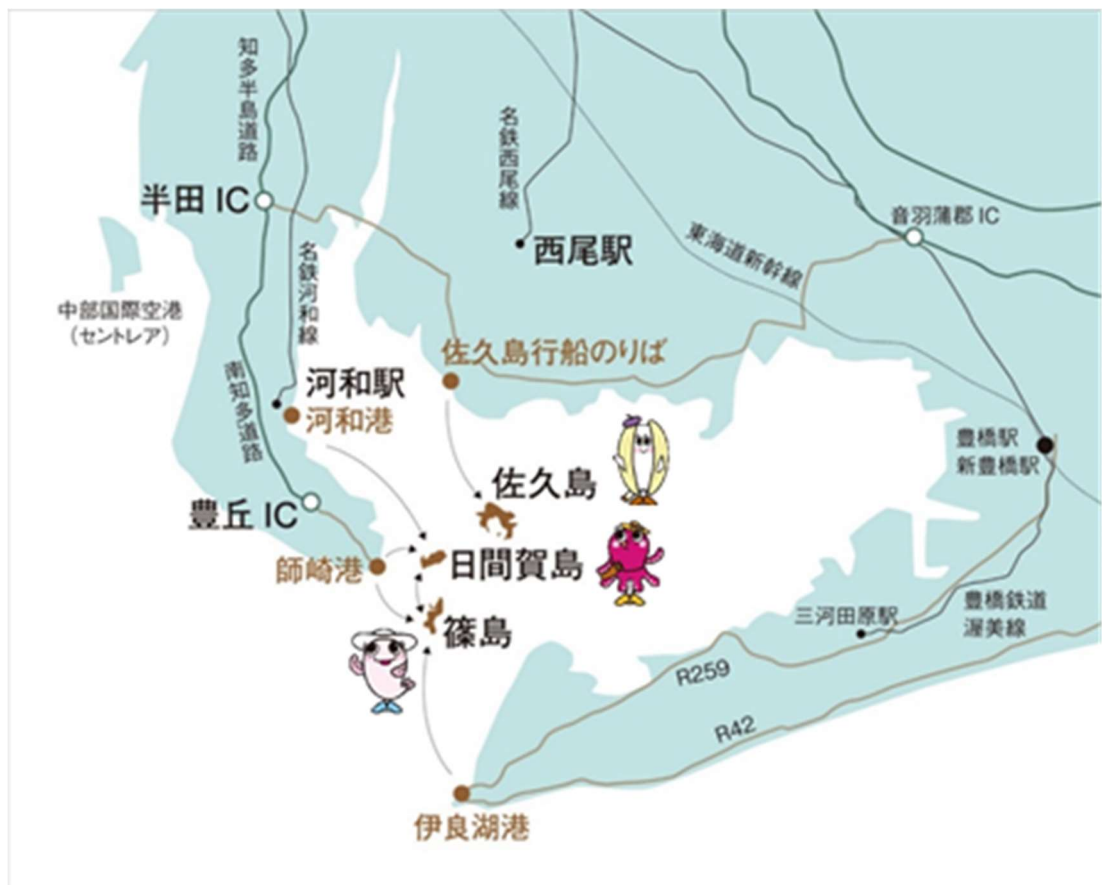 知多半島道路
半田 IC
名鉄西尾線
西尾駅
音羽蒲郡 IC
東海道新幹線
中部国際空港
（セントレア）
名鉄河和線
南知多道路
河和駅
河和港
佐久島行船のりば
豊橋駅
新豊橋駅
佐久島
豊丘 IC
師崎港
日間賀島
篠島
三河田原駅
豊橋鉄道
渥美線
R259
R42
伊良湖港